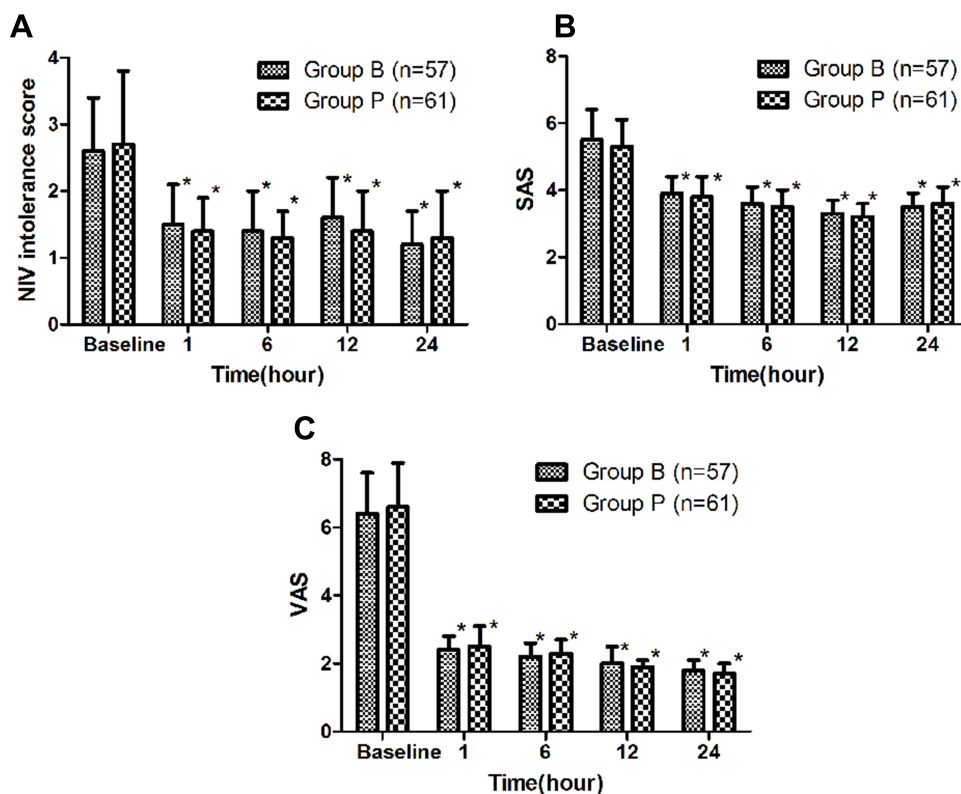 A
NIV intolerance score
4
3
2
1
0
Group B (n=57)
Group P (n=61)
* * * * * * * *
Baseline 1 6 12 24
Time(hour)
B
SAS
8
6
4
2
0
Group B (n=57)
Group P (n=61)
* * * * * * * *
Baseline 1 6 12 24
Time(hour)
C
VAS
8
6
4
2
0
Group B (n=57)
Group P (n=61)
* * * * * * * *
Baseline 1 6 12 24
Time(hour)